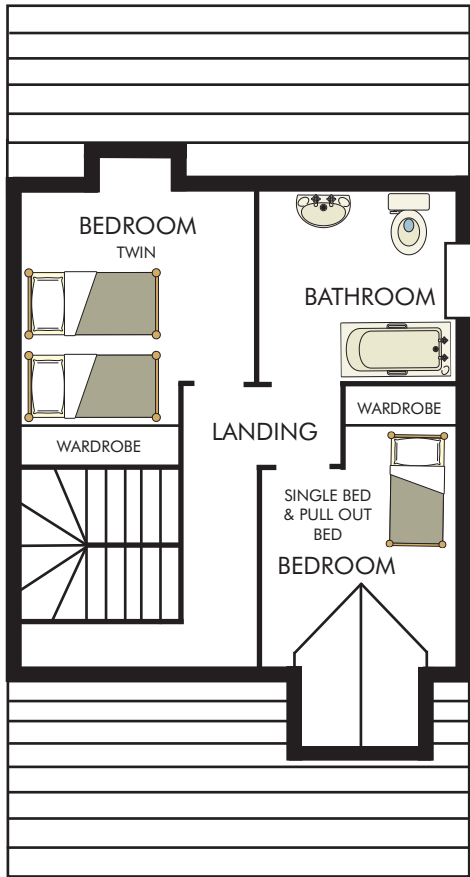 BEDROOM
TWIN
BATHROOM
WARDROBE
LANDING
WARDROBE
SINGLE BED
& PULL OUT
BED
BEDROOM